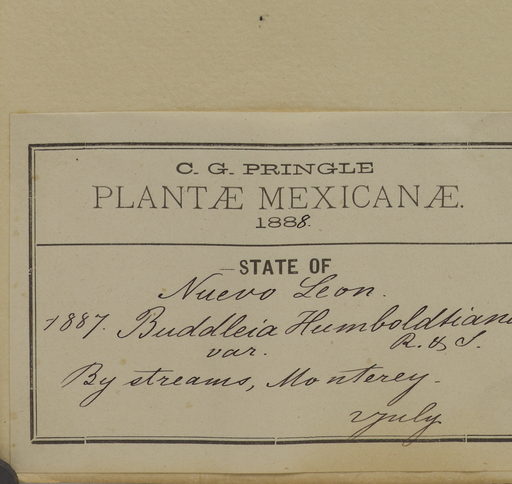 C. G. PRINGLE
PLANTÆ MEXICANÆ.
1888.
STATE OF
Nuevo Leon.
1887. Buddleia Humboldtiana
R. & S.
var.
By streams, Monterey.
July